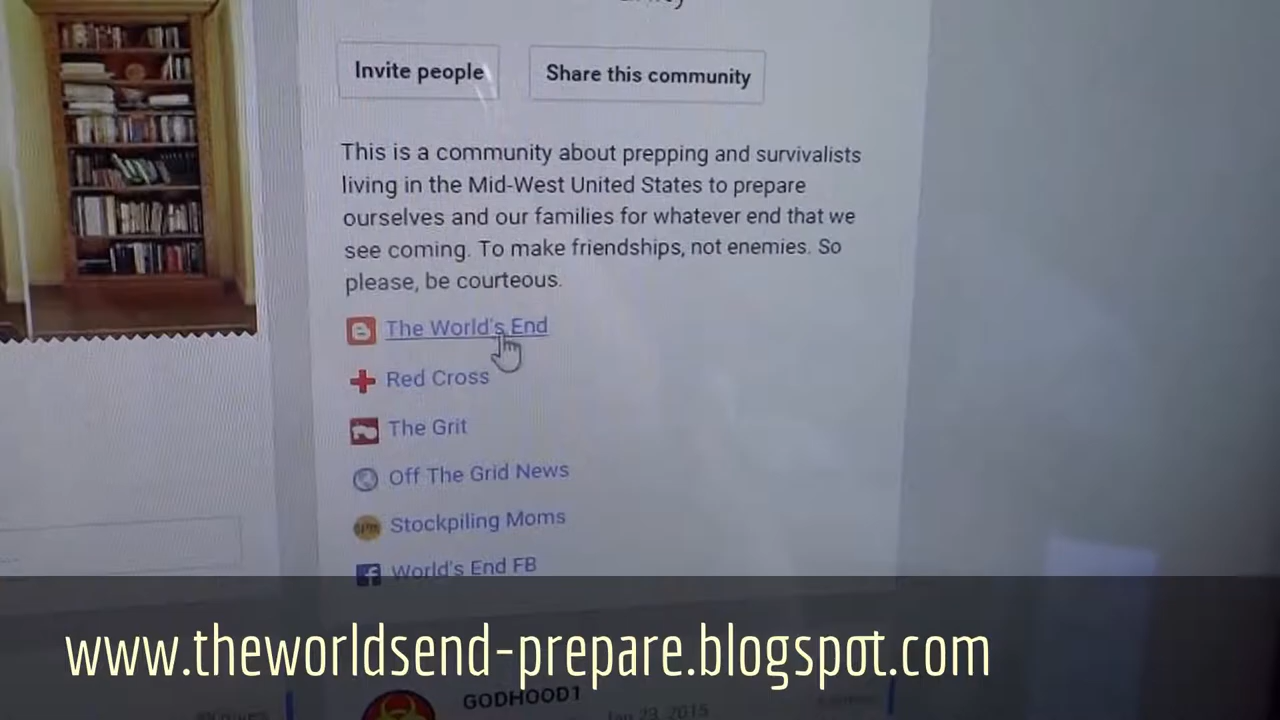 Invite people
Share this community
This is a community about prepping and survivalists
living in the Mid-West United States to prepare
ourselves and our families for whatever end that we
see coming. To make friendships, not enemies. So
please, be courteous.
The World's End
Red Cross
The Grit
Off The Grid News
Stockpiling Moms
World's End FB
www.theworldsend-prepare.blogspot.com
GODHOOD1
Jan 23, 2015